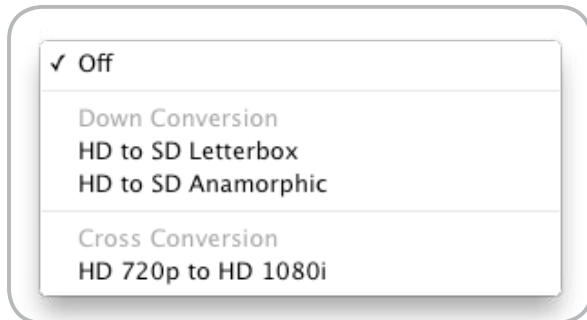 ✓ Off
Down Conversion
HD to SD Letterbox
HD to SD Anamorphic
Cross Conversion
HD 720p to HD 1080i